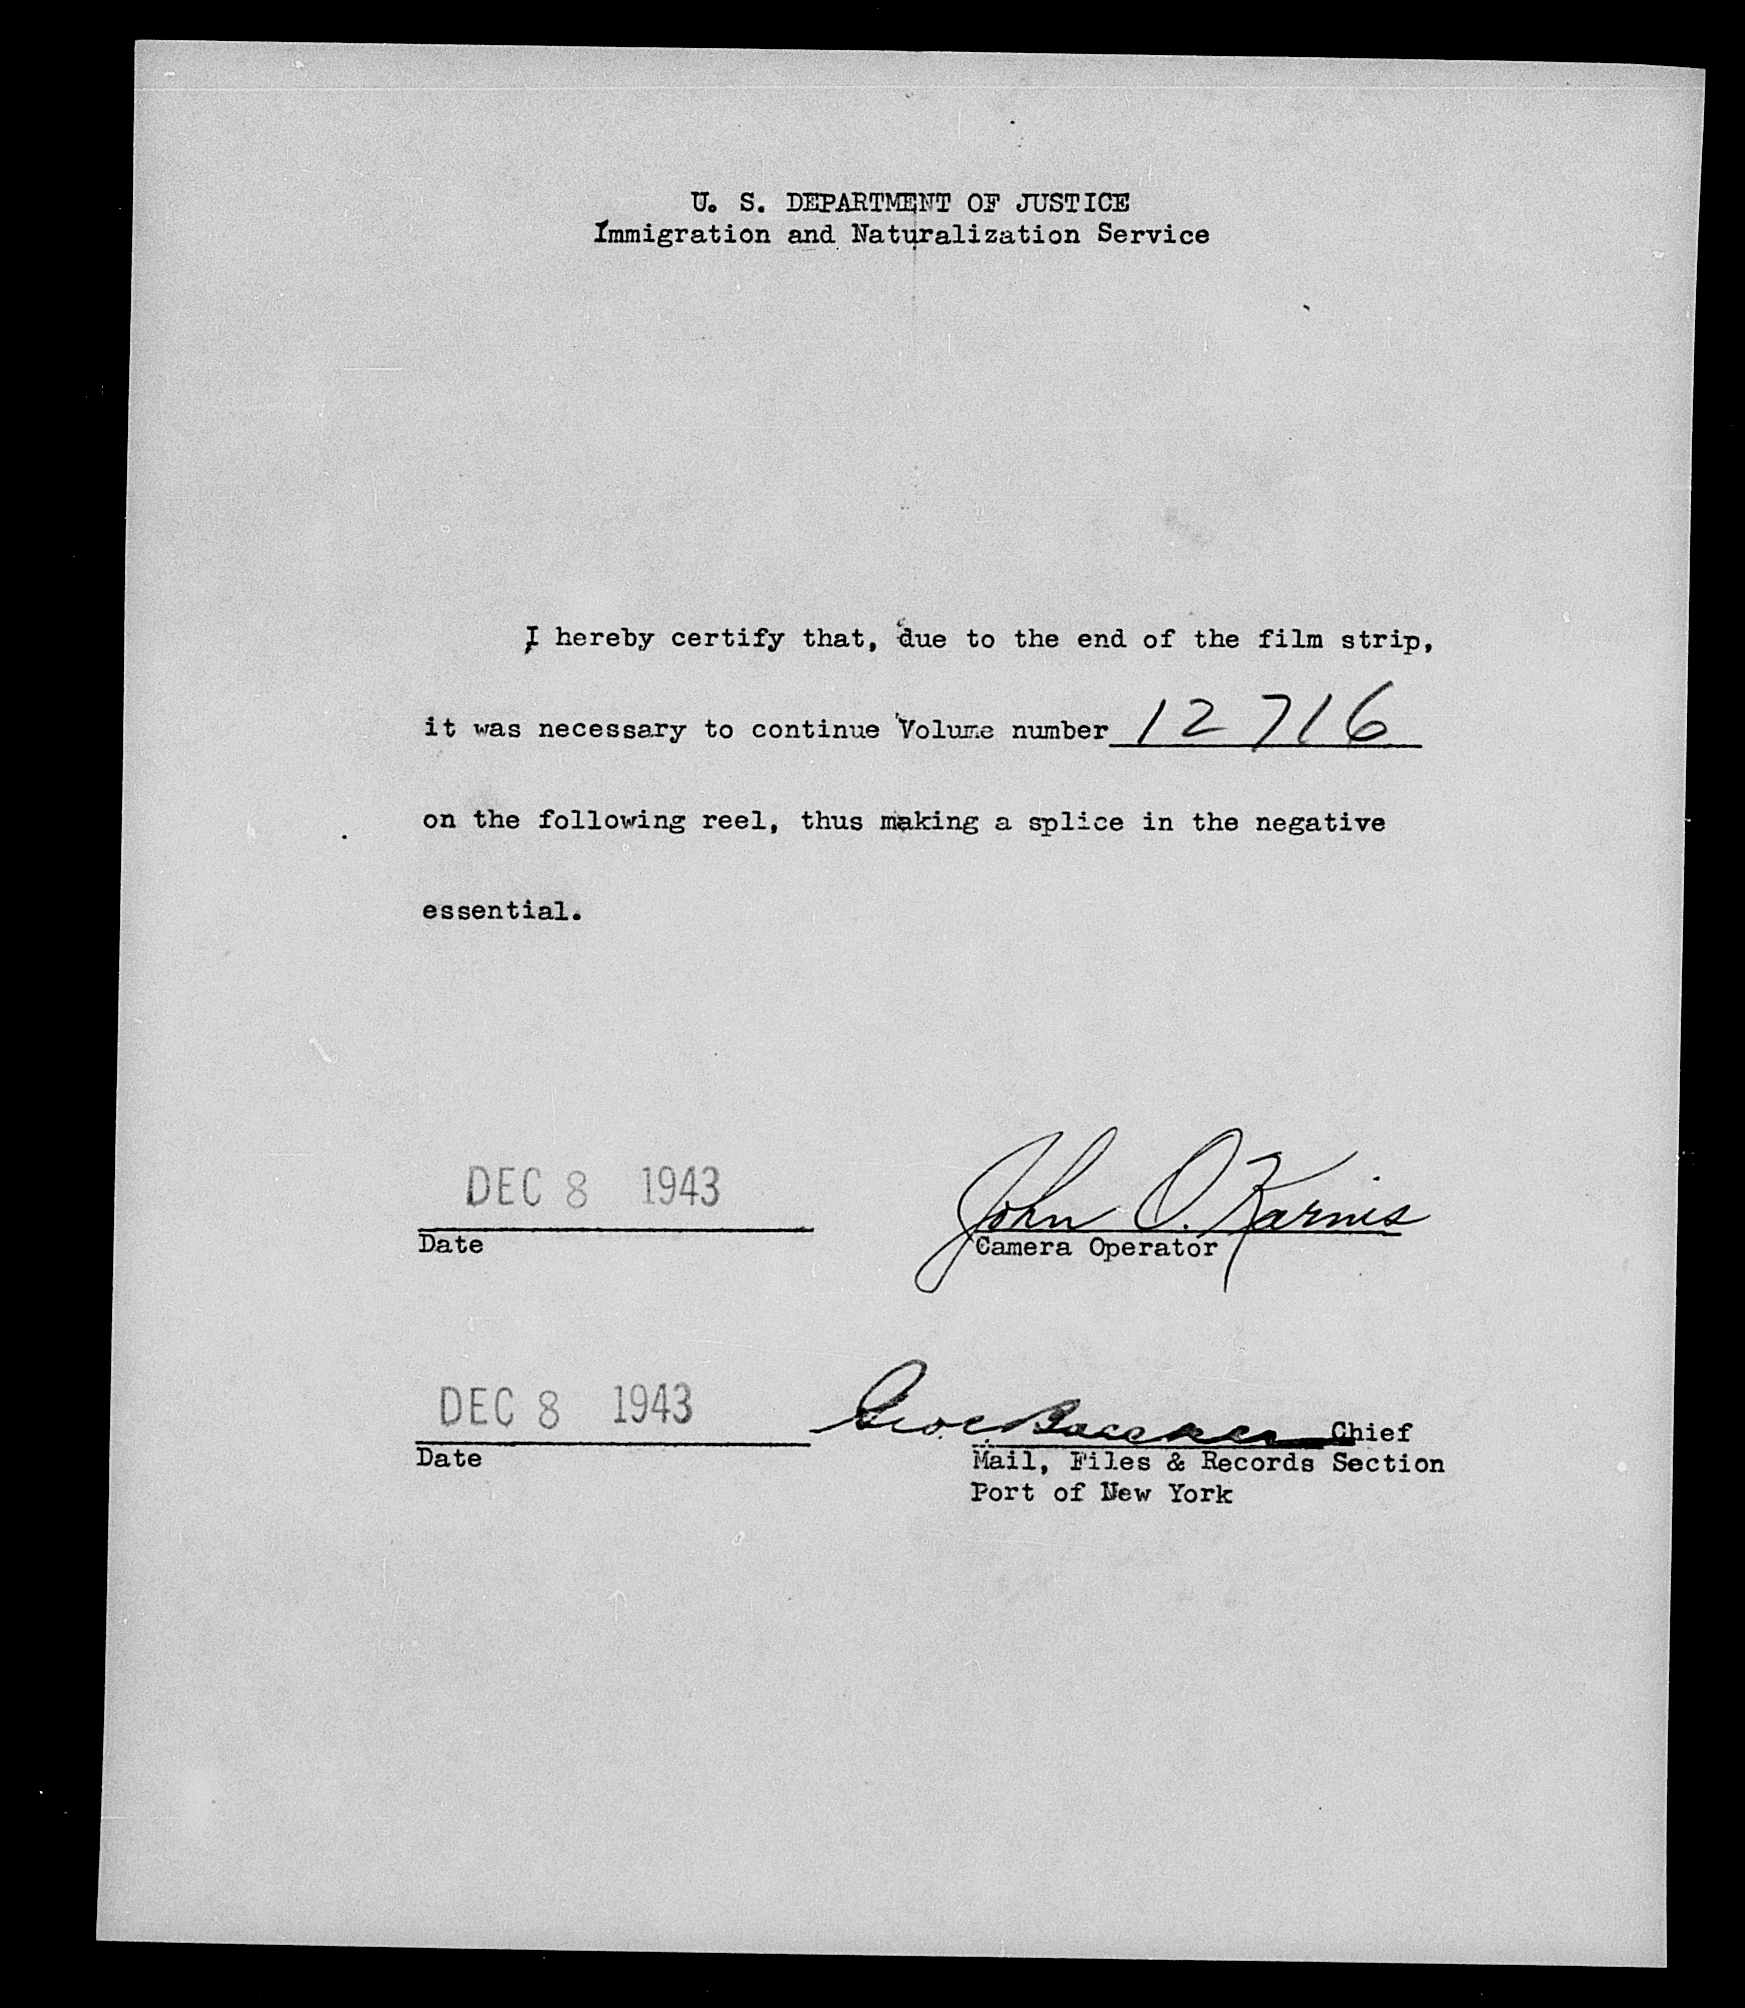 U. S. DEPARTMENT OF JUSTICE
Immigration and Naturalization Service
I hereby certify that, due to the end of the film strip,
it was necessary to continue Volume number 12716
on the following reel, thus making a splice in the negative
essential.
DEC 8 1943
John O. Karnis
Date
Camera Operator
DEC 8 1943
Chief
Date
Mail, Files & Records Section
Port of New York